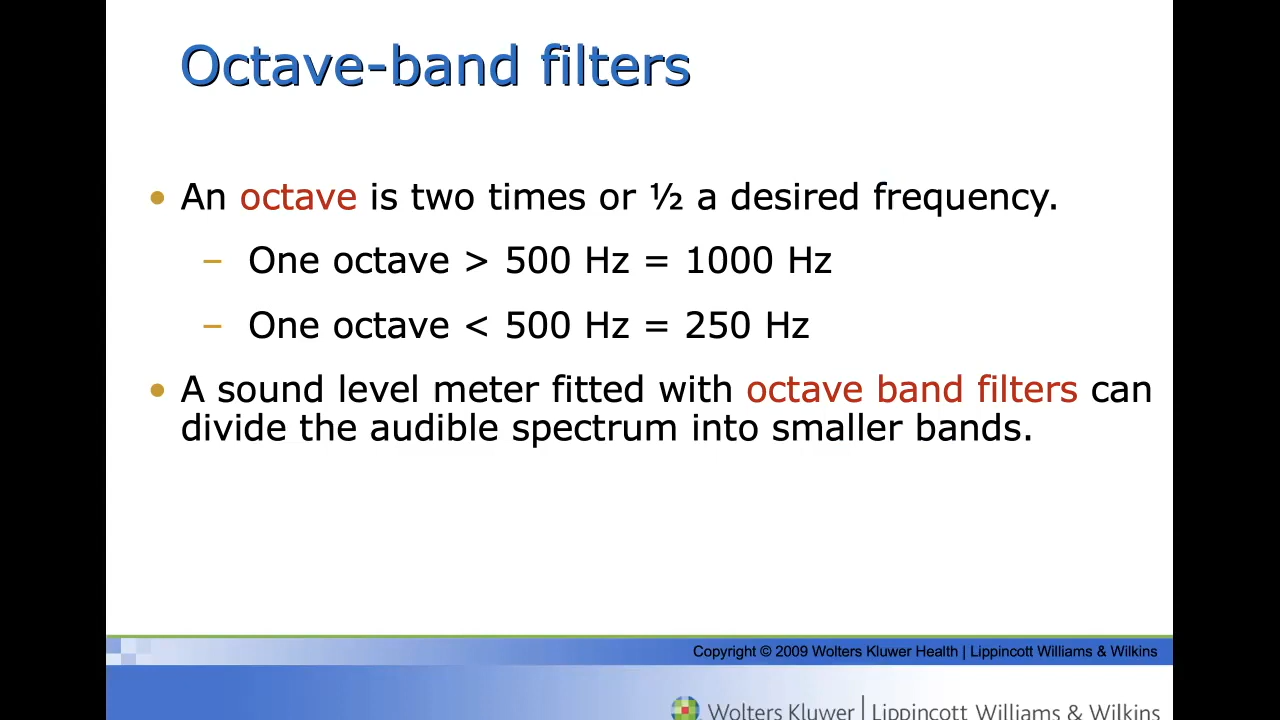 Octave-band filters
• An octave is two times or ½ a desired frequency.
– One octave > 500 Hz = 1000 Hz
– One octave < 500 Hz = 250 Hz
• A sound level meter fitted with octave band filters can
divide the audible spectrum into smaller bands.
Copyright © 2009 Wolters Kluwer Health | Lippincott Williams & Wilkins
Wolters Kluwer | Lippincott Williams & Wilkins